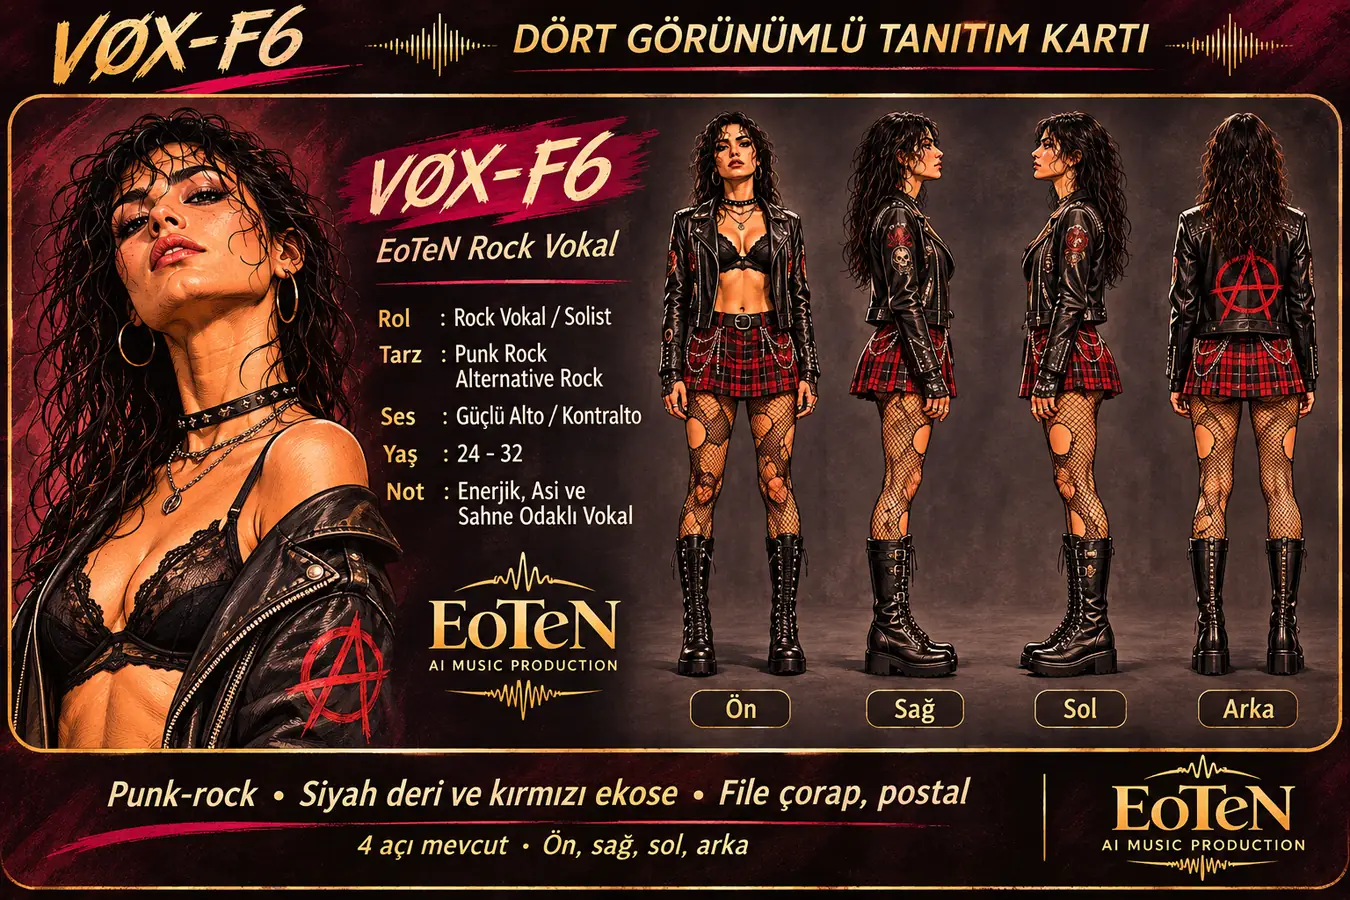 VØX-F6
DÖRT GÖRÜNÜMLÜ TANITIM KARTI
VØX-F6
EoTeN Rock Vokal
Rol : Rock Vokal / Solist
Tarz : Punk Rock
Alternative Rock
Ses : Güçlü Alto / Kontralto
Yaş : 24 - 32
Not : Enerjik, Asi ve
Sahne Odaklı Vokal
EoTeN
AI MUSIC PRODUCTION
Ön
Sağ
Sol
Arka
Punk-rock • Siyah deri ve kırmızı ekose • File çorap, postal
4 açı mevcut • Ön, sağ, sol, arka
EoTeN
AI MUSIC PRODUCTION